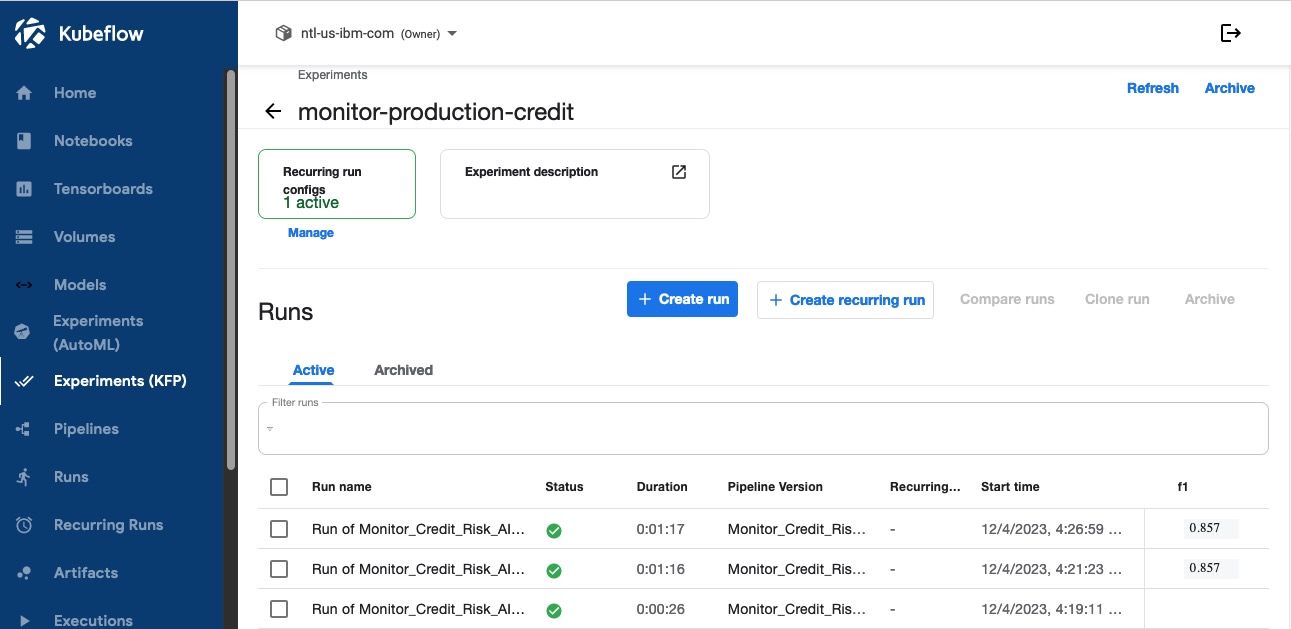 Kubeflow
Home
Notebooks
Tensorboards
Volumes
Models
Experiments
(AutoML)
Experiments (KFP)
Pipelines
Runs
Recurring Runs
Artifacts
Executions
ntl-us-ibm-com (Owner)
Experiments
monitor-production-credit
Refresh Archive
Recurring run
configs
1 active
Manage
Experiment description
Runs
+ Create run
+ Create recurring run
Compare runs
Clone run
Archive
Active Archived
Filter runs
Run name Status Duration Pipeline Version Recurring... Start time f1
Run of Monitor_Credit_Risk_AI... 0:01:17 Monitor_Credit_Ris... - 12/4/2023, 4:26:59 ... 0.857
Run of Monitor_Credit_Risk_AI... 0:01:16 Monitor_Credit_Ris... - 12/4/2023, 4:21:23 ... 0.857
Run of Monitor_Credit_Risk_AI... 0:00:26 Monitor_Credit_Ris... - 12/4/2023, 4:19:11 ...